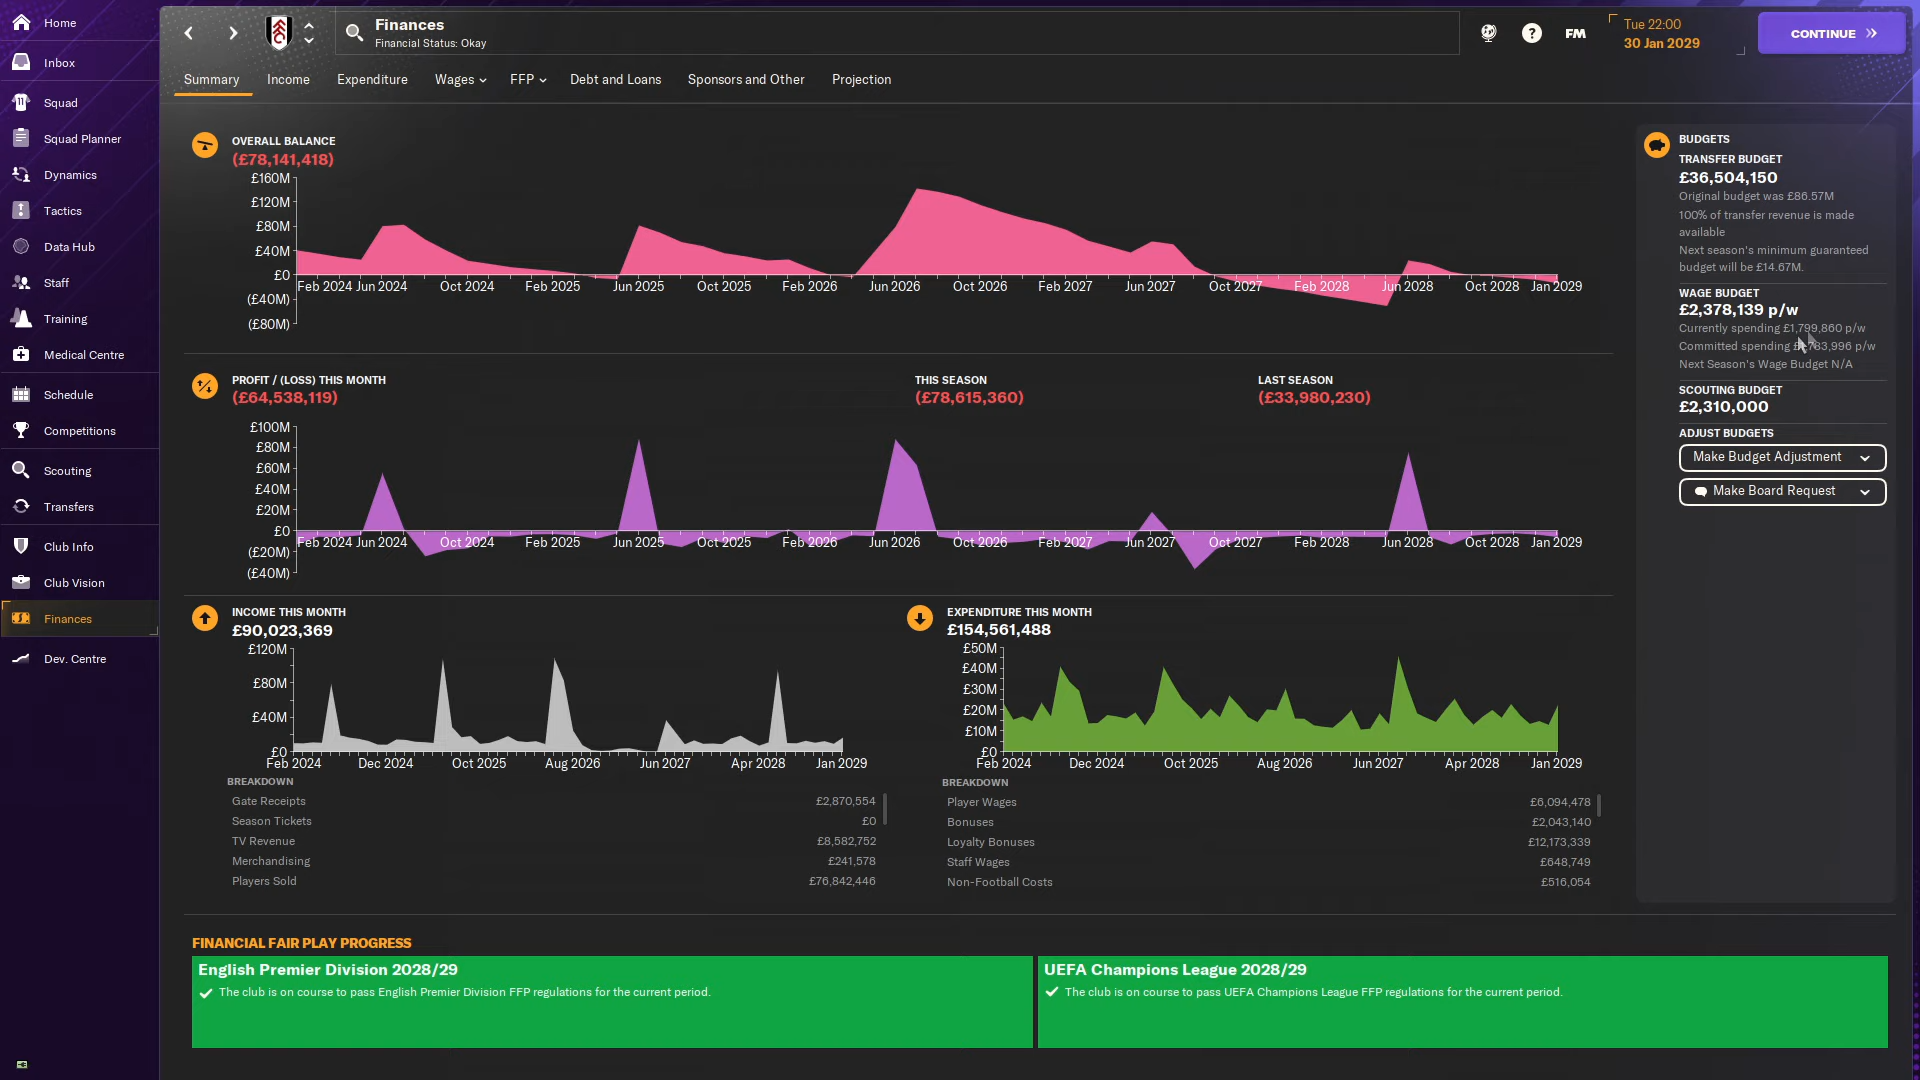 Home
Inbox
Squad
Squad Planner
Dynamics
Tactics
Data Hub
Staff
Training
Medical Centre
Schedule
Competitions
Scouting
Transfers
Club Info
Club Vision
Finances
Dev. Centre
Finances
Financial Status: Okay
FM
Tue 22:00
30 Jan 2029
CONTINUE
Summary Income Expenditure Wages FFP Debt and Loans Sponsors and Other Projection
OVERALL BALANCE
(£78,141,418)
£160M
£120M
£80M
£40M
£0
(£40M)
(£80M)
Feb 2024 Jun 2024 Oct 2024 Feb 2025 Jun 2025 Oct 2025 Feb 2026 Jun 2026 Oct 2026 Feb 2027 Jun 2027 Oct 2027 Feb 2028 Jun 2028 Oct 2028 Jan 2029
PROFIT / (LOSS) THIS MONTH
(£64,538,119)
THIS SEASON
(£78,615,360)
LAST SEASON
(£33,980,230)
£100M
£80M
£60M
£40M
£20M
£0
(£20M)
(£40M)
Feb 2024 Jun 2024 Oct 2024 Feb 2025 Jun 2025 Oct 2025 Feb 2026 Jun 2026 Oct 2026 Feb 2027 Jun 2027 Oct 2027 Feb 2028 Jun 2028 Oct 2028 Jan 2029
INCOME THIS MONTH
£90,023,369
£120M
£80M
£40M
£0
Feb 2024 Dec 2024 Oct 2025 Aug 2026 Jun 2027 Apr 2028 Jan 2029
BREAKDOWN
Gate Receipts £2,870,554
Season Tickets £0
TV Revenue £8,582,752
Merchandising £241,578
Players Sold £76,842,446
EXPENDITURE THIS MONTH
£154,561,488
£50M
£40M
£30M
£20M
£10M
£0
Feb 2024 Dec 2024 Oct 2025 Aug 2026 Jun 2027 Apr 2028 Jan 2029
BREAKDOWN
Player Wages £6,094,478
Bonuses £2,043,140
Loyalty Bonuses £12,173,339
Staff Wages £648,749
Non-Football Costs £516,054
BUDGETS
TRANSFER BUDGET
£36,504,150
Original budget was £86.57M
100% of transfer revenue is made
available
Next season's minimum guaranteed
budget will be £14.67M.
WAGE BUDGET
£2,378,139 p/w
Currently spending £1,799,860 p/w
Committed spending p/w
Next Season's Wage Budget N/A
SCOUTING BUDGET
£2,310,000
ADJUST BUDGETS
Make Budget Adjustment
Make Board Request
FINANCIAL FAIR PLAY PROGRESS
English Premier Division 2028/29
The club is on course to pass English Premier Division FFP regulations for the current period.
UEFA Champions League 2028/29
The club is on course to pass UEFA Champions League FFP regulations for the current period.